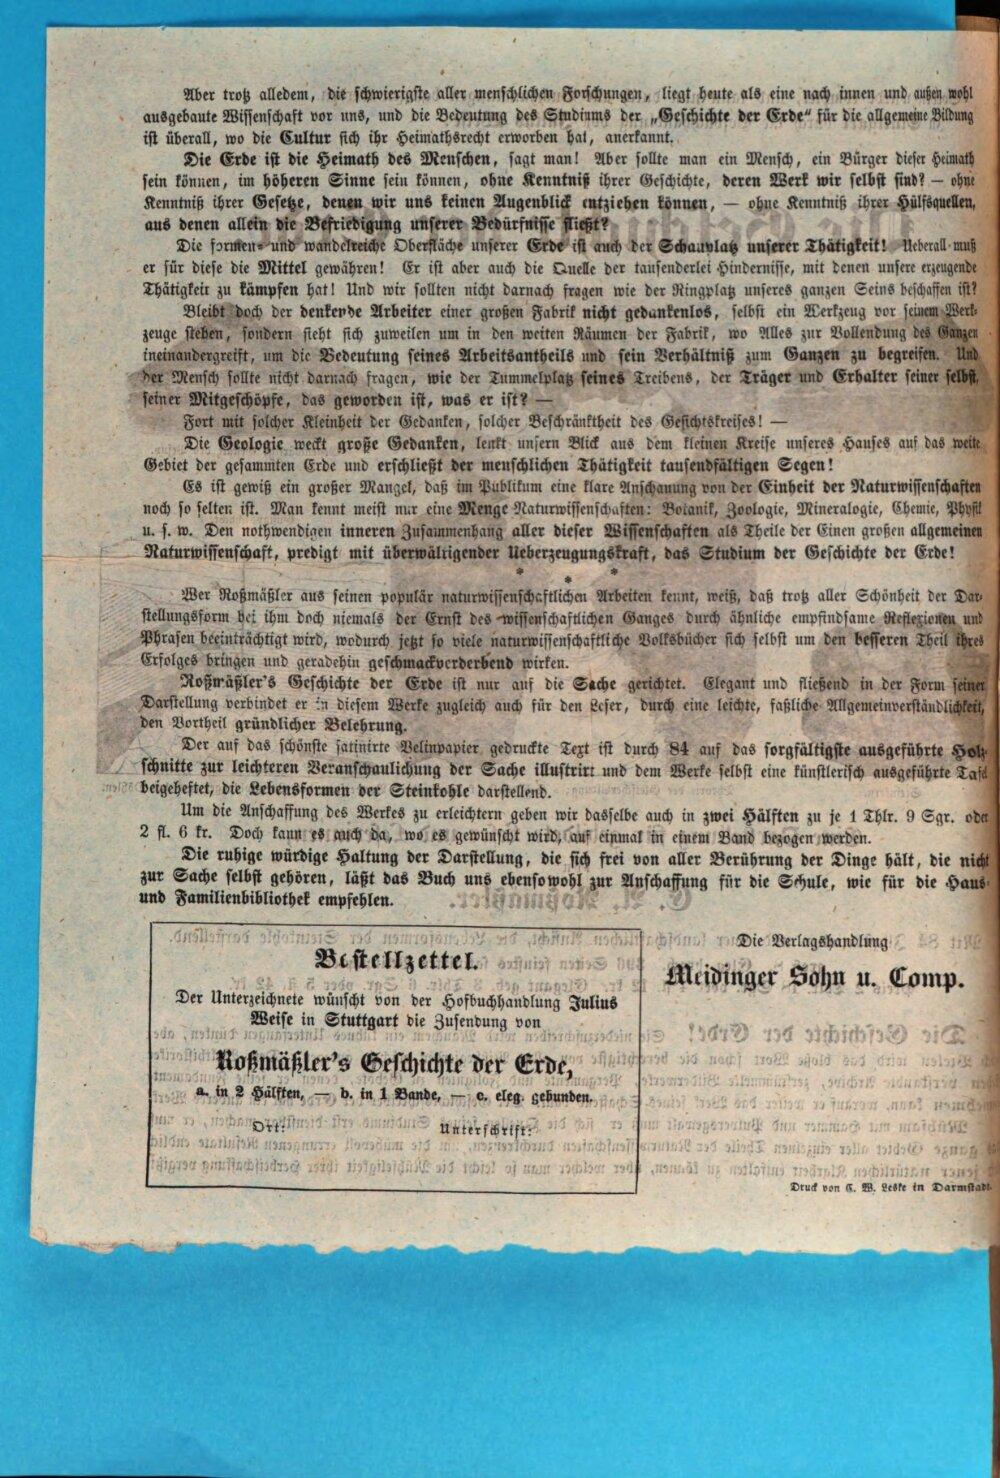 Aber trotz alledem, die schwierigste aller menschlichen Forschungen, liegt heute als eine nach innen und außen wohl
ausgebaute Wissenschaft vor uns, und die Bedeutung des Studiums der „Geschichte der Erde“ für die allgemeine Bildung
ist überall, wo die Cultur sich ihr Heimathsrecht erworben hat, anerkannt.
Die Erde ist die Heimath des Menschen, sagt man! Aber sollte man ein Mensch, ein Bürger dieser Heimath
sein können, im höheren Sinne sein können, ohne Kenntniß ihrer Geschichte, deren Werk wir selbst sind? — ohne
Kenntniß ihrer Gesetze, denen wir uns keinen Augenblick entziehen können, — ohne Kenntniß ihrer Hülfsquellen,
aus denen allein die Befriedigung unserer Bedürfnisse fließt?
Die formen- und wandelreiche Oberfläche unserer Erde ist auch der Schauplatz unserer Thätigkeit! Ueberall muß
er für diese die Mittel gewähren! Er ist aber auch die Quelle der tausenderlei Hindernisse, mit denen unsere erzeugende
Thätigkeit zu kämpfen hat! Und wir sollten nicht darnach fragen wie der Ringplatz unseres ganzen Seins beschaffen ist?
Bleibt doch der denkende Arbeiter einer großen Fabrik nicht gedankenlos, selbst ein Werkzeug vor seinem Werk-
zeuge stehen, sondern sieht sich zuweilen um in den weiten Räumen der Fabrik, wo Alles zur Vollendung des Ganzen
ineinandergreift, um die Bedeutung seines Arbeitsantheils und sein Verhältniß zum Ganzen zu begreifen. Und
der Mensch sollte nicht darnach fragen, wie der Tummelplatz seines Treibens, der Träger und Erhalter seiner selbst,
seiner Mitgeschöpfe, das geworden ist, was er ist? —
Fort mit solcher Kleinheit der Gedanken, solcher Beschränktheit des Gesichtskreises! —
Die Geologie weckt große Gedanken, lenkt unsern Blick aus dem kleinen Kreise unseres Hauses auf das weite
Gebiet der gesammten Erde und erschließt der menschlichen Thätigkeit tausendfältigen Segen!
Es ist gewiß ein großer Mangel, daß im Publikum eine klare Anschauung von der Einheit der Naturwissenschaften
noch so selten ist. Man kennt meist nur eine Menge Naturwissenschaften: Botanik, Zoologie, Mineralogie, Chemie, Physik
u. s. w. Den nothwendigen inneren Zusammenhang aller dieser Wissenschaften als Theile der Einen großen allgemeinen
Naturwissenschaft, predigt mit überwältigender Ueberzeugungskraft, das Studium der Geschichte der Erde!
* * *
Wer Roßmäßler aus seinen populär naturwissenschaftlichen Arbeiten kennt, weiß, daß trotz aller Schönheit der Dar-
stellungsform bei ihm doch niemals der Ernst des wissenschaftlichen Ganges durch ähnliche empfindsame Reflexionen und
Phrasen beeinträchtigt wird, wodurch jetzt so viele naturwissenschaftliche Volksbücher sich selbst um den besseren Theil ihres
Erfolges bringen und geradehin geschmackverderbend wirken.
Roßmäßler's Geschichte der Erde ist nur auf die Sache gerichtet. Elegant und fließend in der Form seiner
Darstellung verbindet er in diesem Werke zugleich auch für den Leser, durch eine leichte, faßliche Allgemeinverständlichkeit,
den Vortheil gründlicher Belehrung.
Der auf das schönste satinirte Velinpapier gedruckte Text ist durch 84 auf das sorgfältigste ausgeführte Holz-
schnitte zur leichteren Veranschaulichung der Sache illustrirt und dem Werke selbst eine künstlerisch ausgeführte Tafel
beigeheftet, die Lebensformen der Steinkohle darstellend.
Um die Anschaffung des Werkes zu erleichtern geben wir dasselbe auch in zwei Hälften zu je 1 Thlr. 9 Sgr. oder
2 fl. 6 kr. Doch kann es auch da, wo es gewünscht wird, auf einmal in einem Band bezogen werden.
Die ruhige würdige Haltung der Darstellung, die sich frei von aller Berührung der Dinge hält, die nicht
zur Sache selbst gehören, läßt das Buch uns ebensowohl zur Anschaffung für die Schule, wie für die Haus-
und Familienbibliothek empfehlen.
Die Verlagshandlung
Meidinger Sohn u. Comp.
Bestellzettel.
Der Unterzeichnete wünscht von der Hofbuchhandlung Julius
Weise in Stuttgart die Zusendung von
Roßmäßler's Geschichte der Erde,
a. in 2 Hälften, — b. in 1 Bande, — c. eleg. gebunden.
Ort: Unterschrift:
Druck von C. W. Leske in Darmstadt.